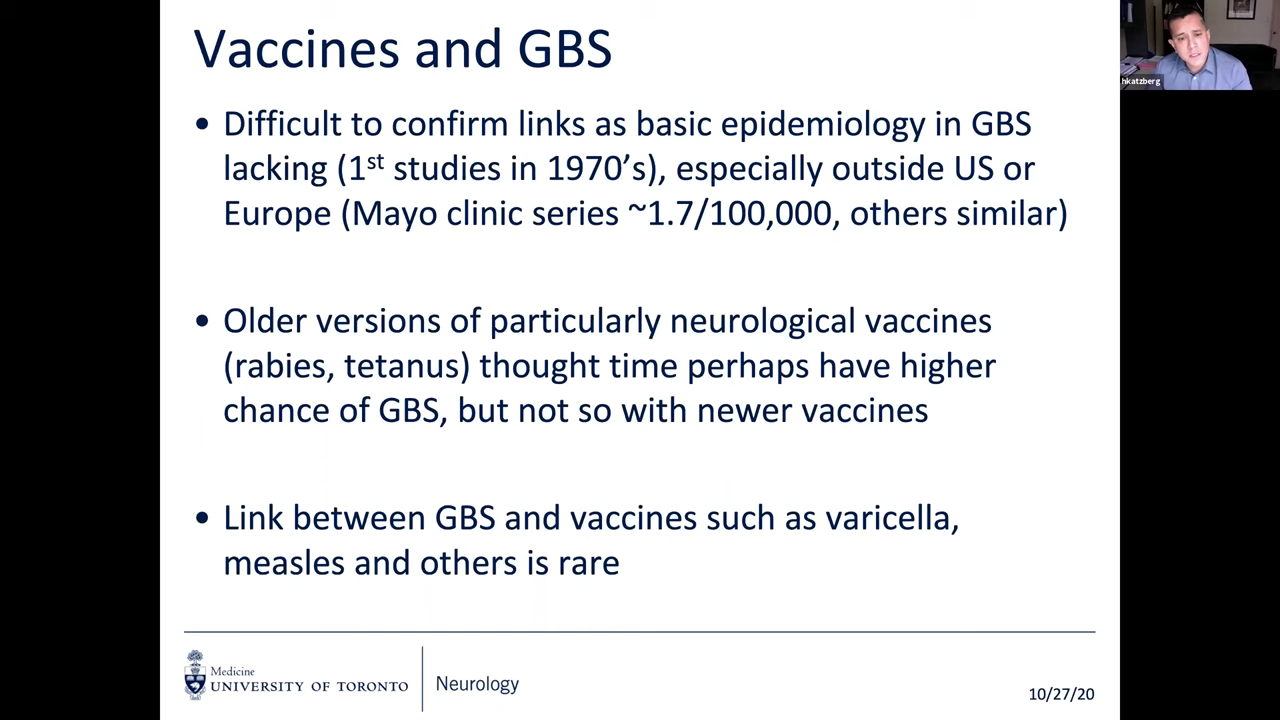 Vaccines and GBS
hkatzberg
• Difficult to confirm links as basic epidemiology in GBS
lacking (1st studies in 1970’s), especially outside US or
Europe (Mayo clinic series ~1.7/100,000, others similar)
• Older versions of particularly neurological vaccines
(rabies, tetanus) thought time perhaps have higher
chance of GBS, but not so with newer vaccines
• Link between GBS and vaccines such as varicella,
measles and others is rare
Medicine
UNIVERSITY OF TORONTO
Neurology
10/27/20